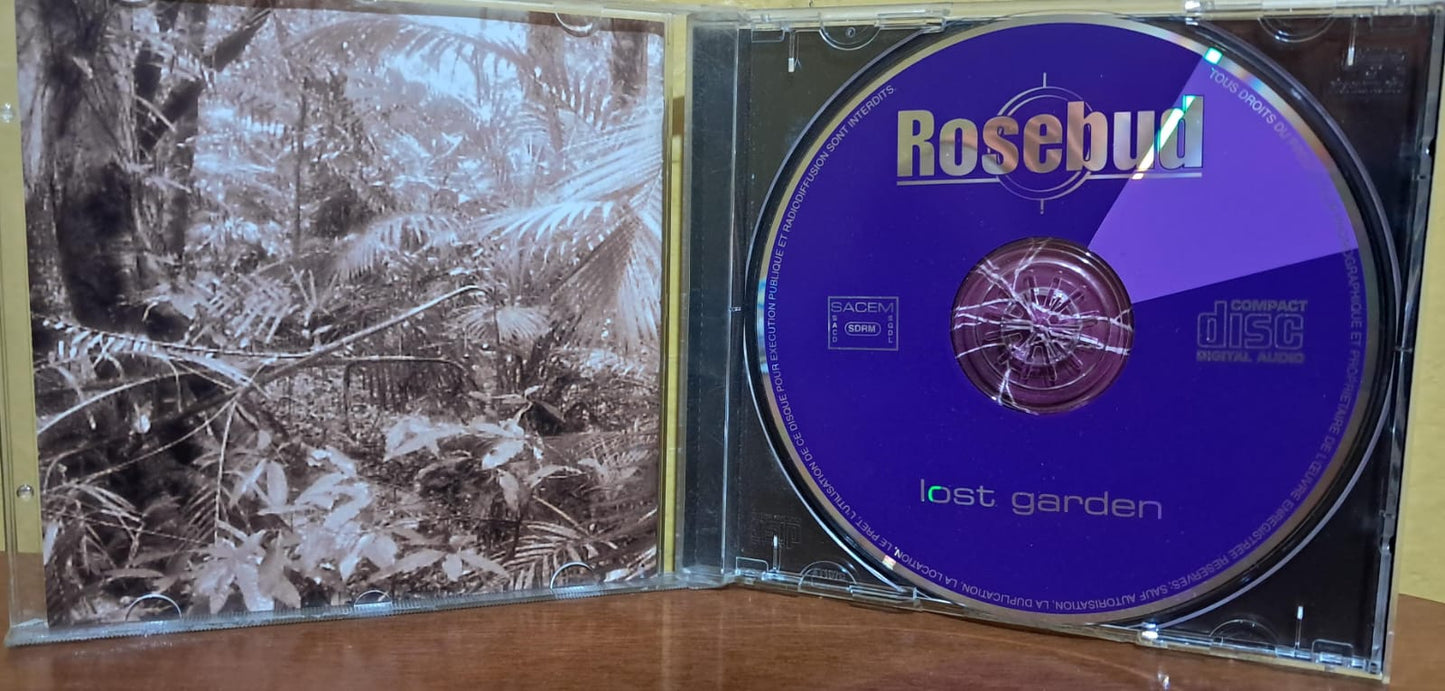 Rosebud
SACEM
SACD
SDRM
SGDL
COMPACT
disc
DIGITAL AUDIO
lost garden
TOUS DROITS DU PHONOGRAPHIQUE ET PROPRIETAIRE DE L'ŒUVRE ENREGISTREE RESERVES. SAUF AUTORISATION, LA DUPLICATION, LA LOCATION, LE PRET, L'UTILISATION DE CE DISQUE POUR EXECUTION PUBLIQUE ET RADIODIFFUSION SONT INTERDITS.